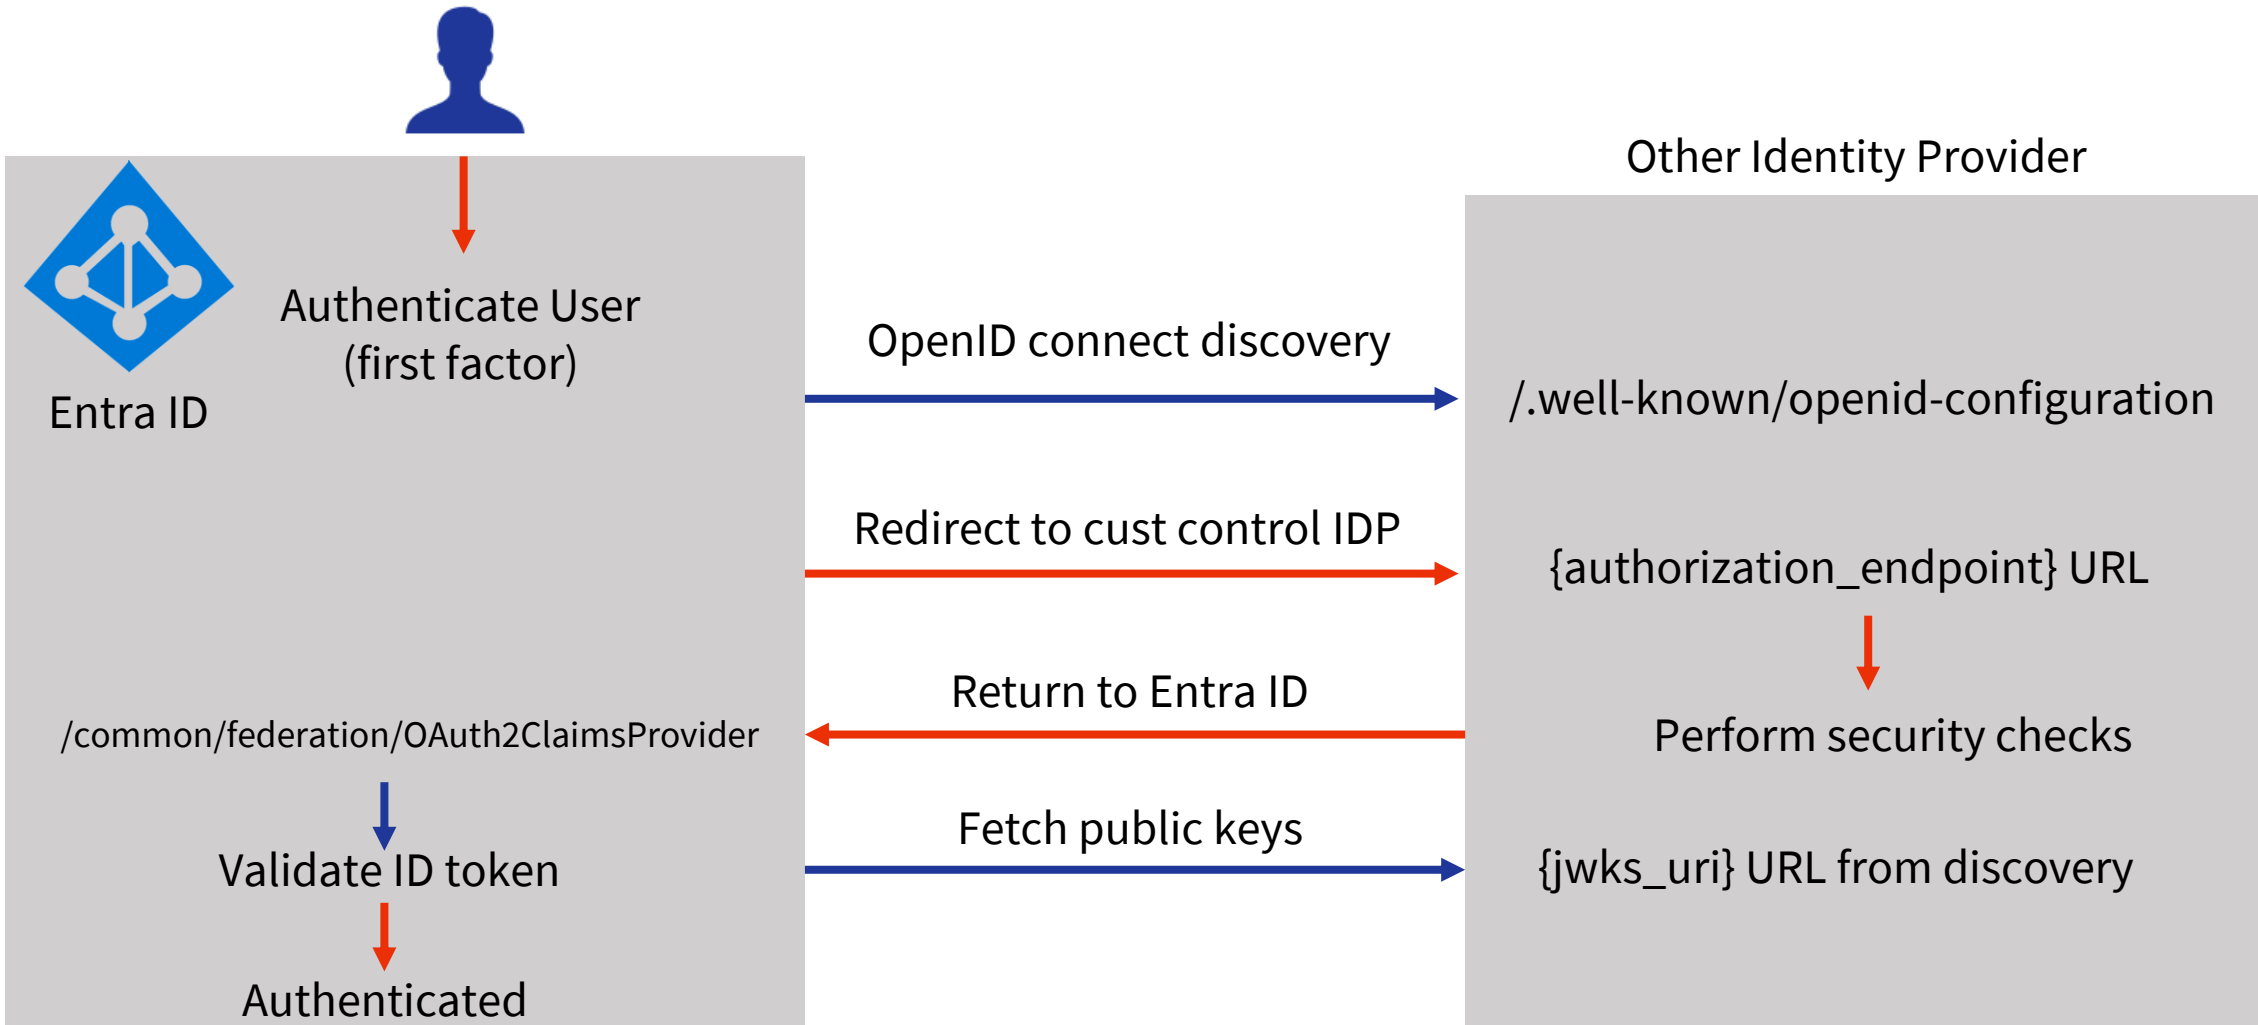 Other Identity Provider
Authenticate User
(first factor)
Entra ID
OpenID connect discovery
/.well-known/openid-configuration
Redirect to cust control IDP
{authorization_endpoint} URL
Return to Entra ID
/common/federation/OAuth2ClaimsProvider
Perform security checks
Fetch public keys
Validate ID token
{jwks_uri} URL from discovery
Authenticated